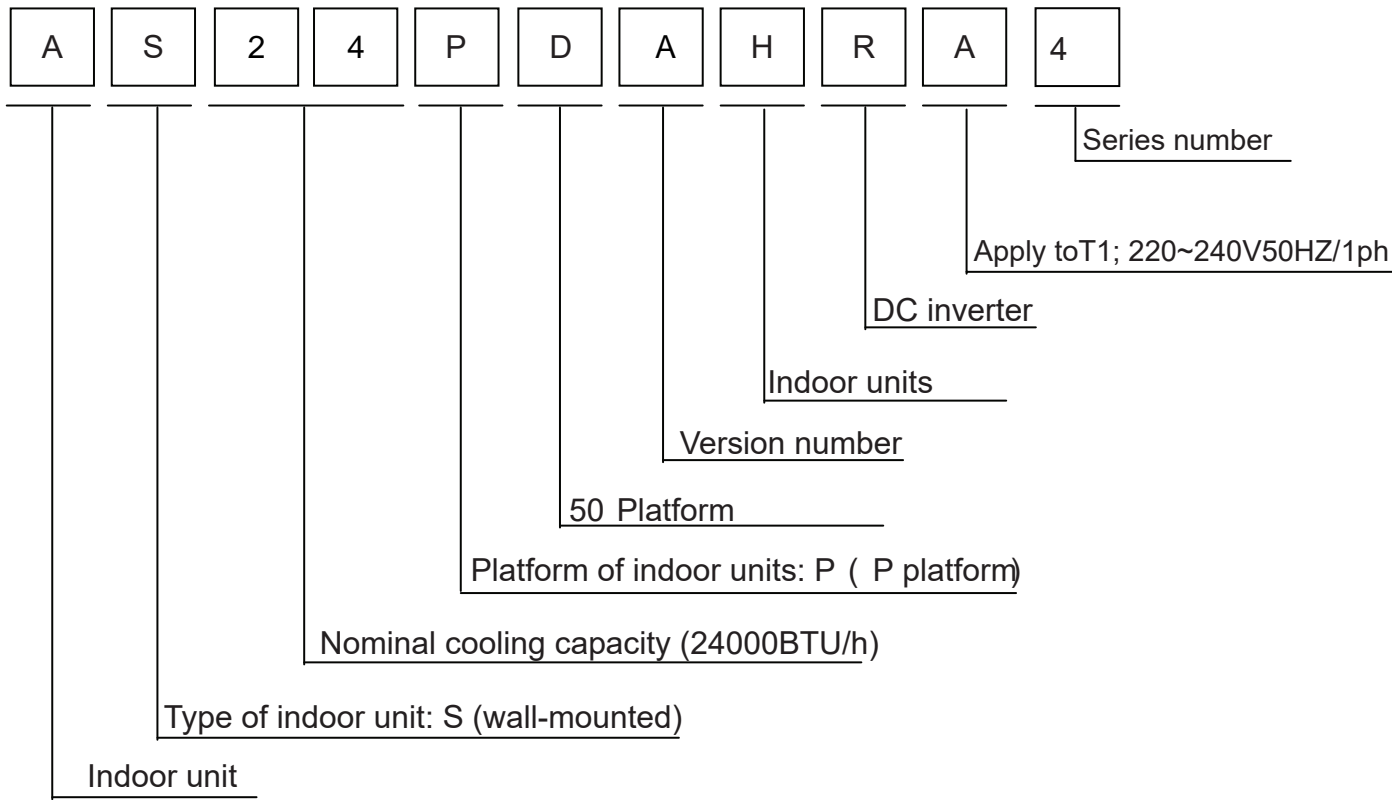 A S 2 4 P D A H R A 4
Series number
Apply toT1; 220~240V50HZ/1ph
DC inverter
Indoor units
Version number
50 Platform
Platform of indoor units: P ( P platform)
Nominal cooling capacity (24000BTU/h)
Type of indoor unit: S (wall-mounted)
Indoor unit